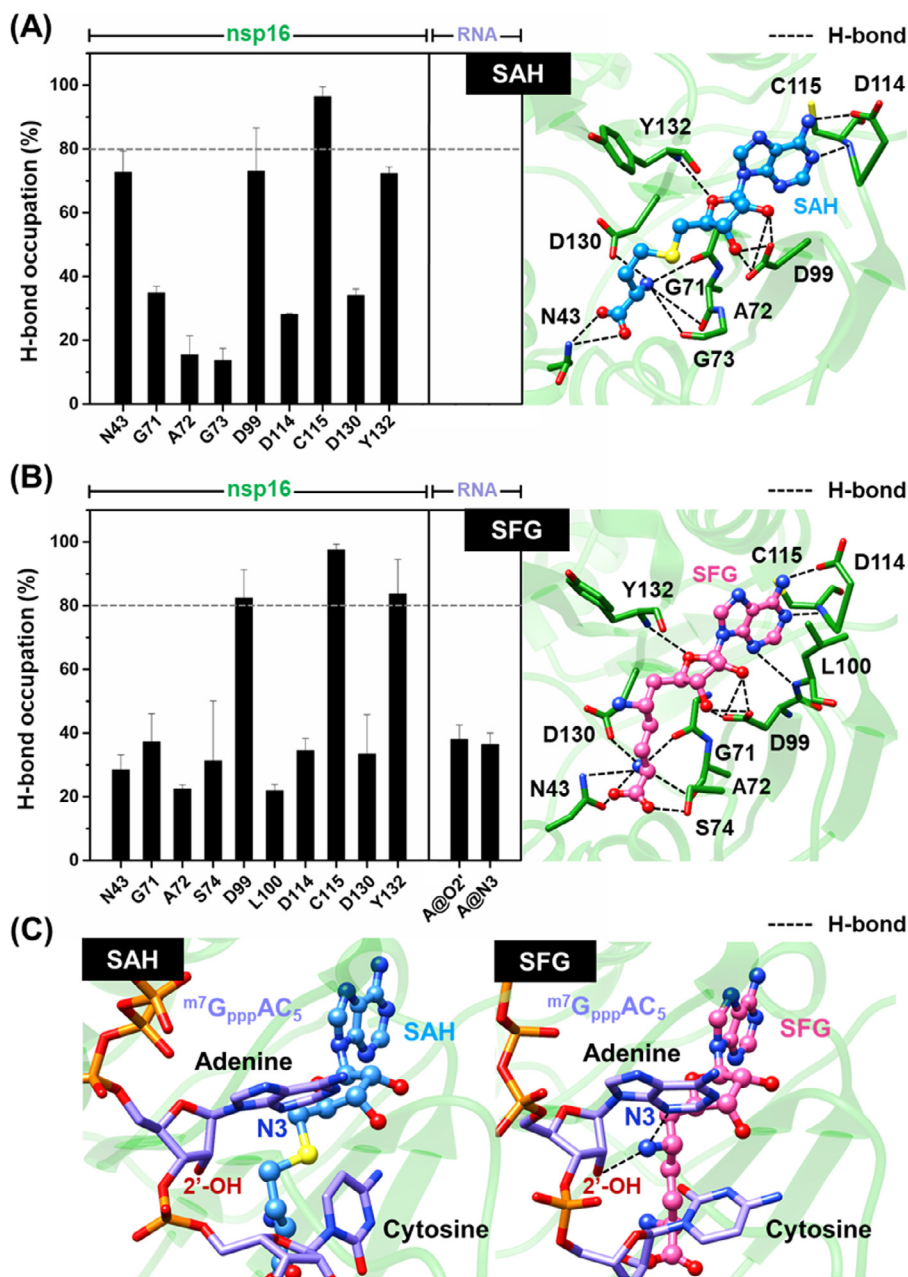 (A)
nsp16
RNA
H-bond
SAH
H-bond occupation (%)
100
80
60
40
20
0
N43
G71
A72
G73
D99
D114
C115
D130
Y132
C115
D114
Y132
SAH
D130
G71
D99
A72
N43
G73
(B)
nsp16
RNA
H-bond
SFG
H-bond occupation (%)
100
80
60
40
20
0
N43
G71
A72
S74
D99
L100
D114
C115
D130
Y132
A@O2'
A@N3
C115
D114
SFG
Y132
L100
D130
G71
D99
N43
A72
S74
(C)
H-bond
SAH
m7GpppAC5
SAH
Adenine
N3
2'-OH
Cytosine
SFG
m7GpppAC5
SFG
Adenine
N3
2'-OH
Cytosine